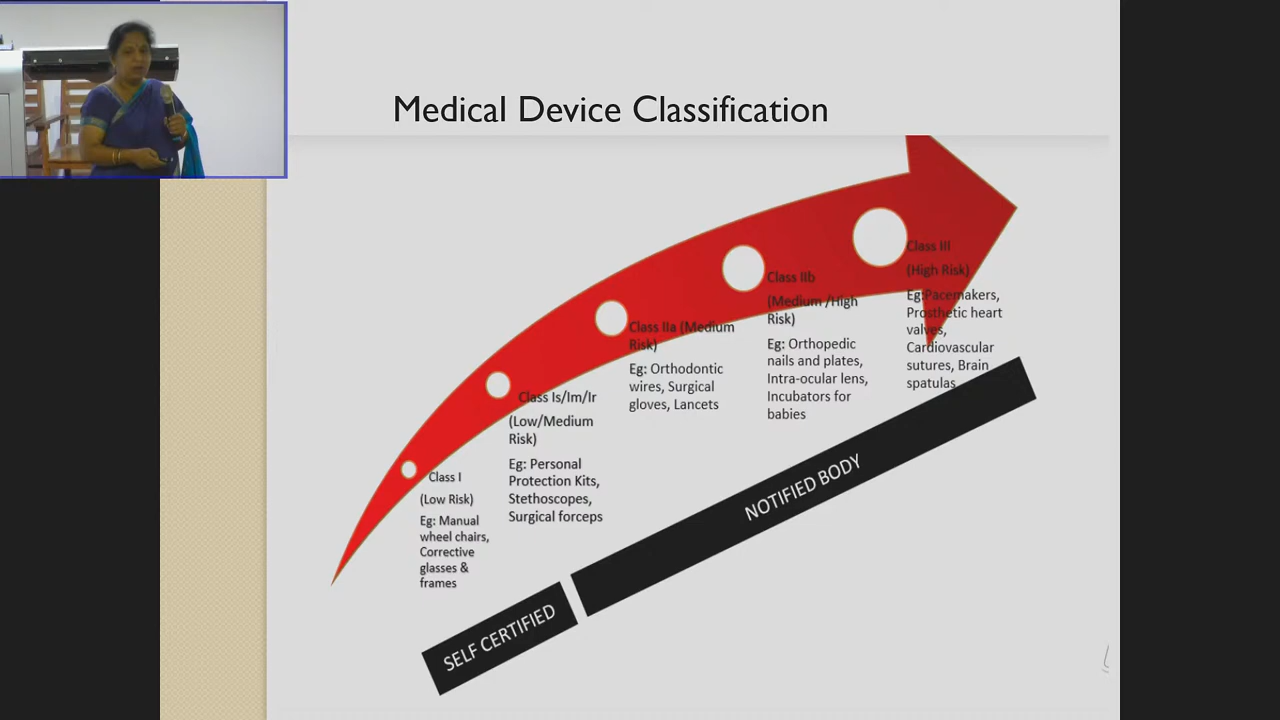 Medical Device Classification
Class I
(Low Risk)
Eg: Manual
wheel chairs,
Corrective
glasses &
frames
Class Is/Im/Ir
(Low/Medium
Risk)
Eg: Personal
Protection Kits,
Stethoscopes,
Surgical forceps
Class IIa (Medium
Risk)
Eg: Orthodontic
wires, Surgical
gloves, Lancets
Class IIb
(Medium /High
Risk)
Eg: Orthopedic
nails and plates,
Intra-ocular lens,
Incubators for
babies
Class III
(High Risk)
Eg:Pacemakers,
Prosthetic heart
valves,
Cardiovascular
sutures, Brain
spatulas
SELF CERTIFIED
NOTIFIED BODY